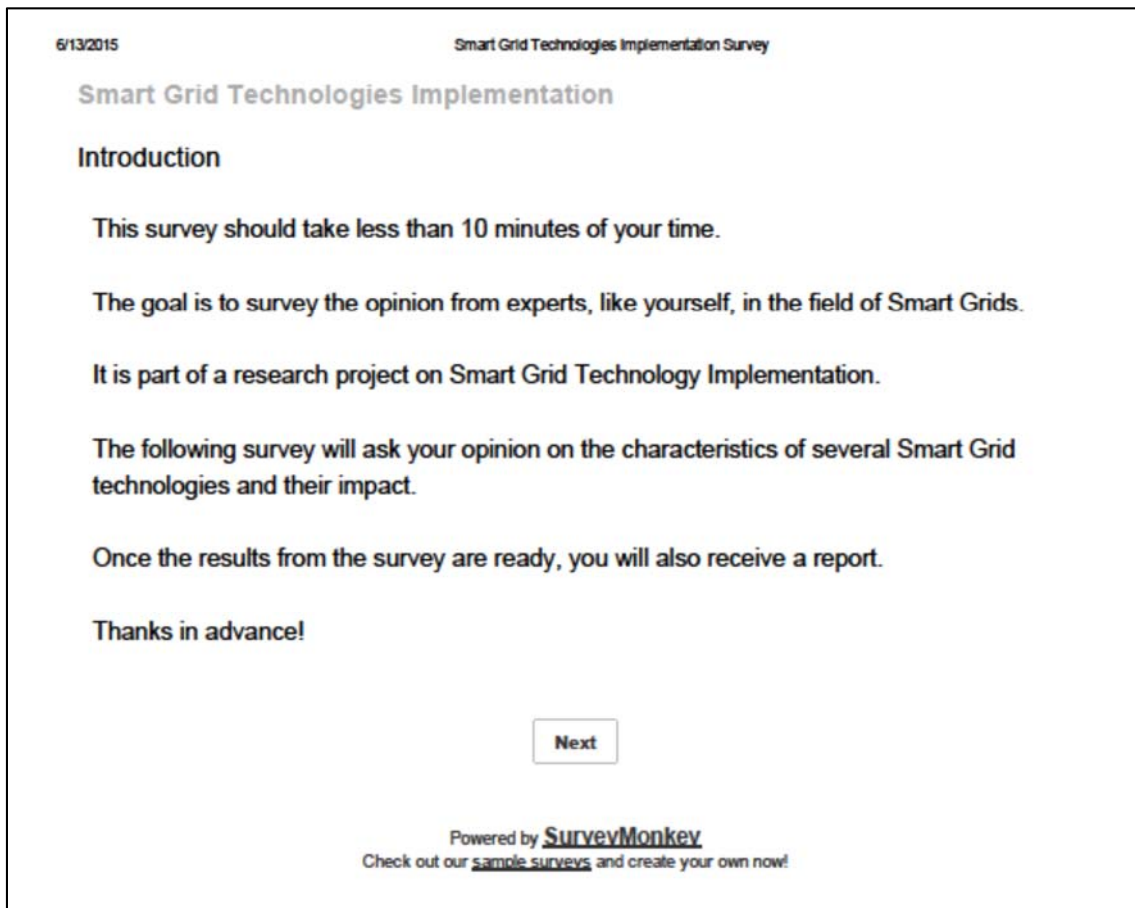 6/13/2015 Smart Grid Technologies Implementation Survey
Smart Grid Technologies Implementation
Introduction
This survey should take less than 10 minutes of your time.
The goal is to survey the opinion from experts, like yourself, in the field of Smart Grids.
It is part of a research project on Smart Grid Technology Implementation.
The following survey will ask your opinion on the characteristics of several Smart Grid
technologies and their impact.
Once the results from the survey are ready, you will also receive a report.
Thanks in advance!
Next
Powered by SurveyMonkey
Check out our sample surveys and create your own now!